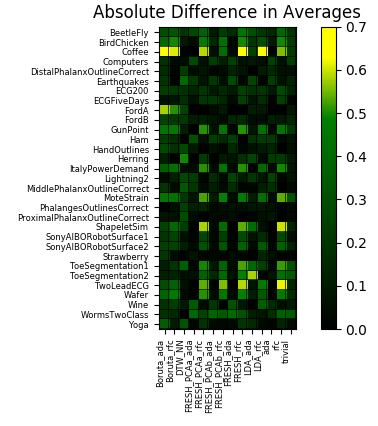 Absolute Difference in Averages
BeetleFly
BirdChicken
Coffee
Computers
DistalPhalanxOutlineCorrect
Earthquakes
ECG200
ECGFiveDays
FordA
FordB
GunPoint
Ham
HandOutlines
Herring
ItalyPowerDemand
Lightning2
MiddlePhalanxOutlineCorrect
MoteStrain
PhalangesOutlinesCorrect
ProximalPhalanxOutlineCorrect
ShapeletSim
SonyAIBORobotSurface1
SonyAIBORobotSurface2
Strawberry
ToeSegmentation1
ToeSegmentation2
TwoLeadECG
Wafer
Wine
WormsTwoClass
Yoga
Boruta_ada
Boruta_rfc
DTW_NN
FRESH_PCAa_ada
FRESH_PCAa_rfc
FRESH_PCAb_ada
FRESH_PCAb_rfc
FRESH_ada
FRESH_rfc
LDA_ada
LDA_rfc
ada
rfc
trivial
0.7
0.6
0.5
0.4
0.3
0.2
0.1
0.0